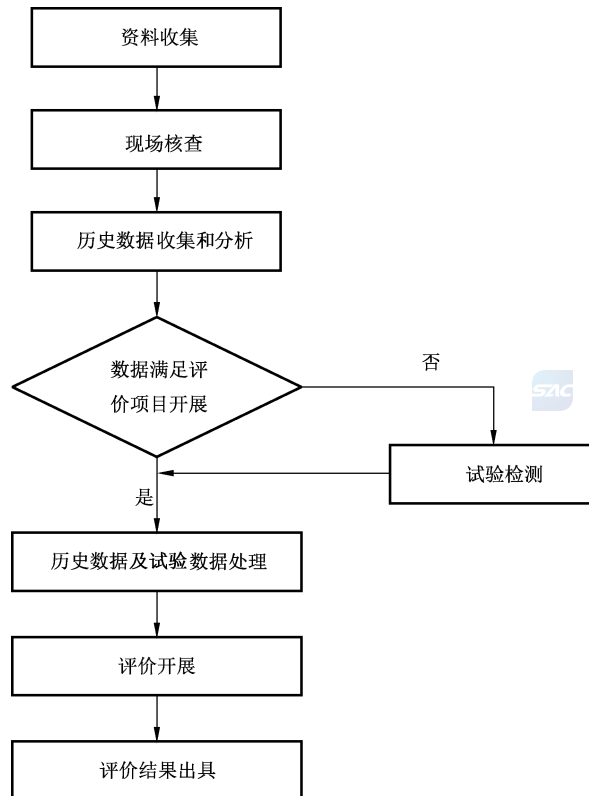 资料收集
现场核查
历史数据收集和分析
数据满足评
价项目开展
否
SAC
试验检测
是
历史数据及试验数据处理
评价开展
评价结果出具